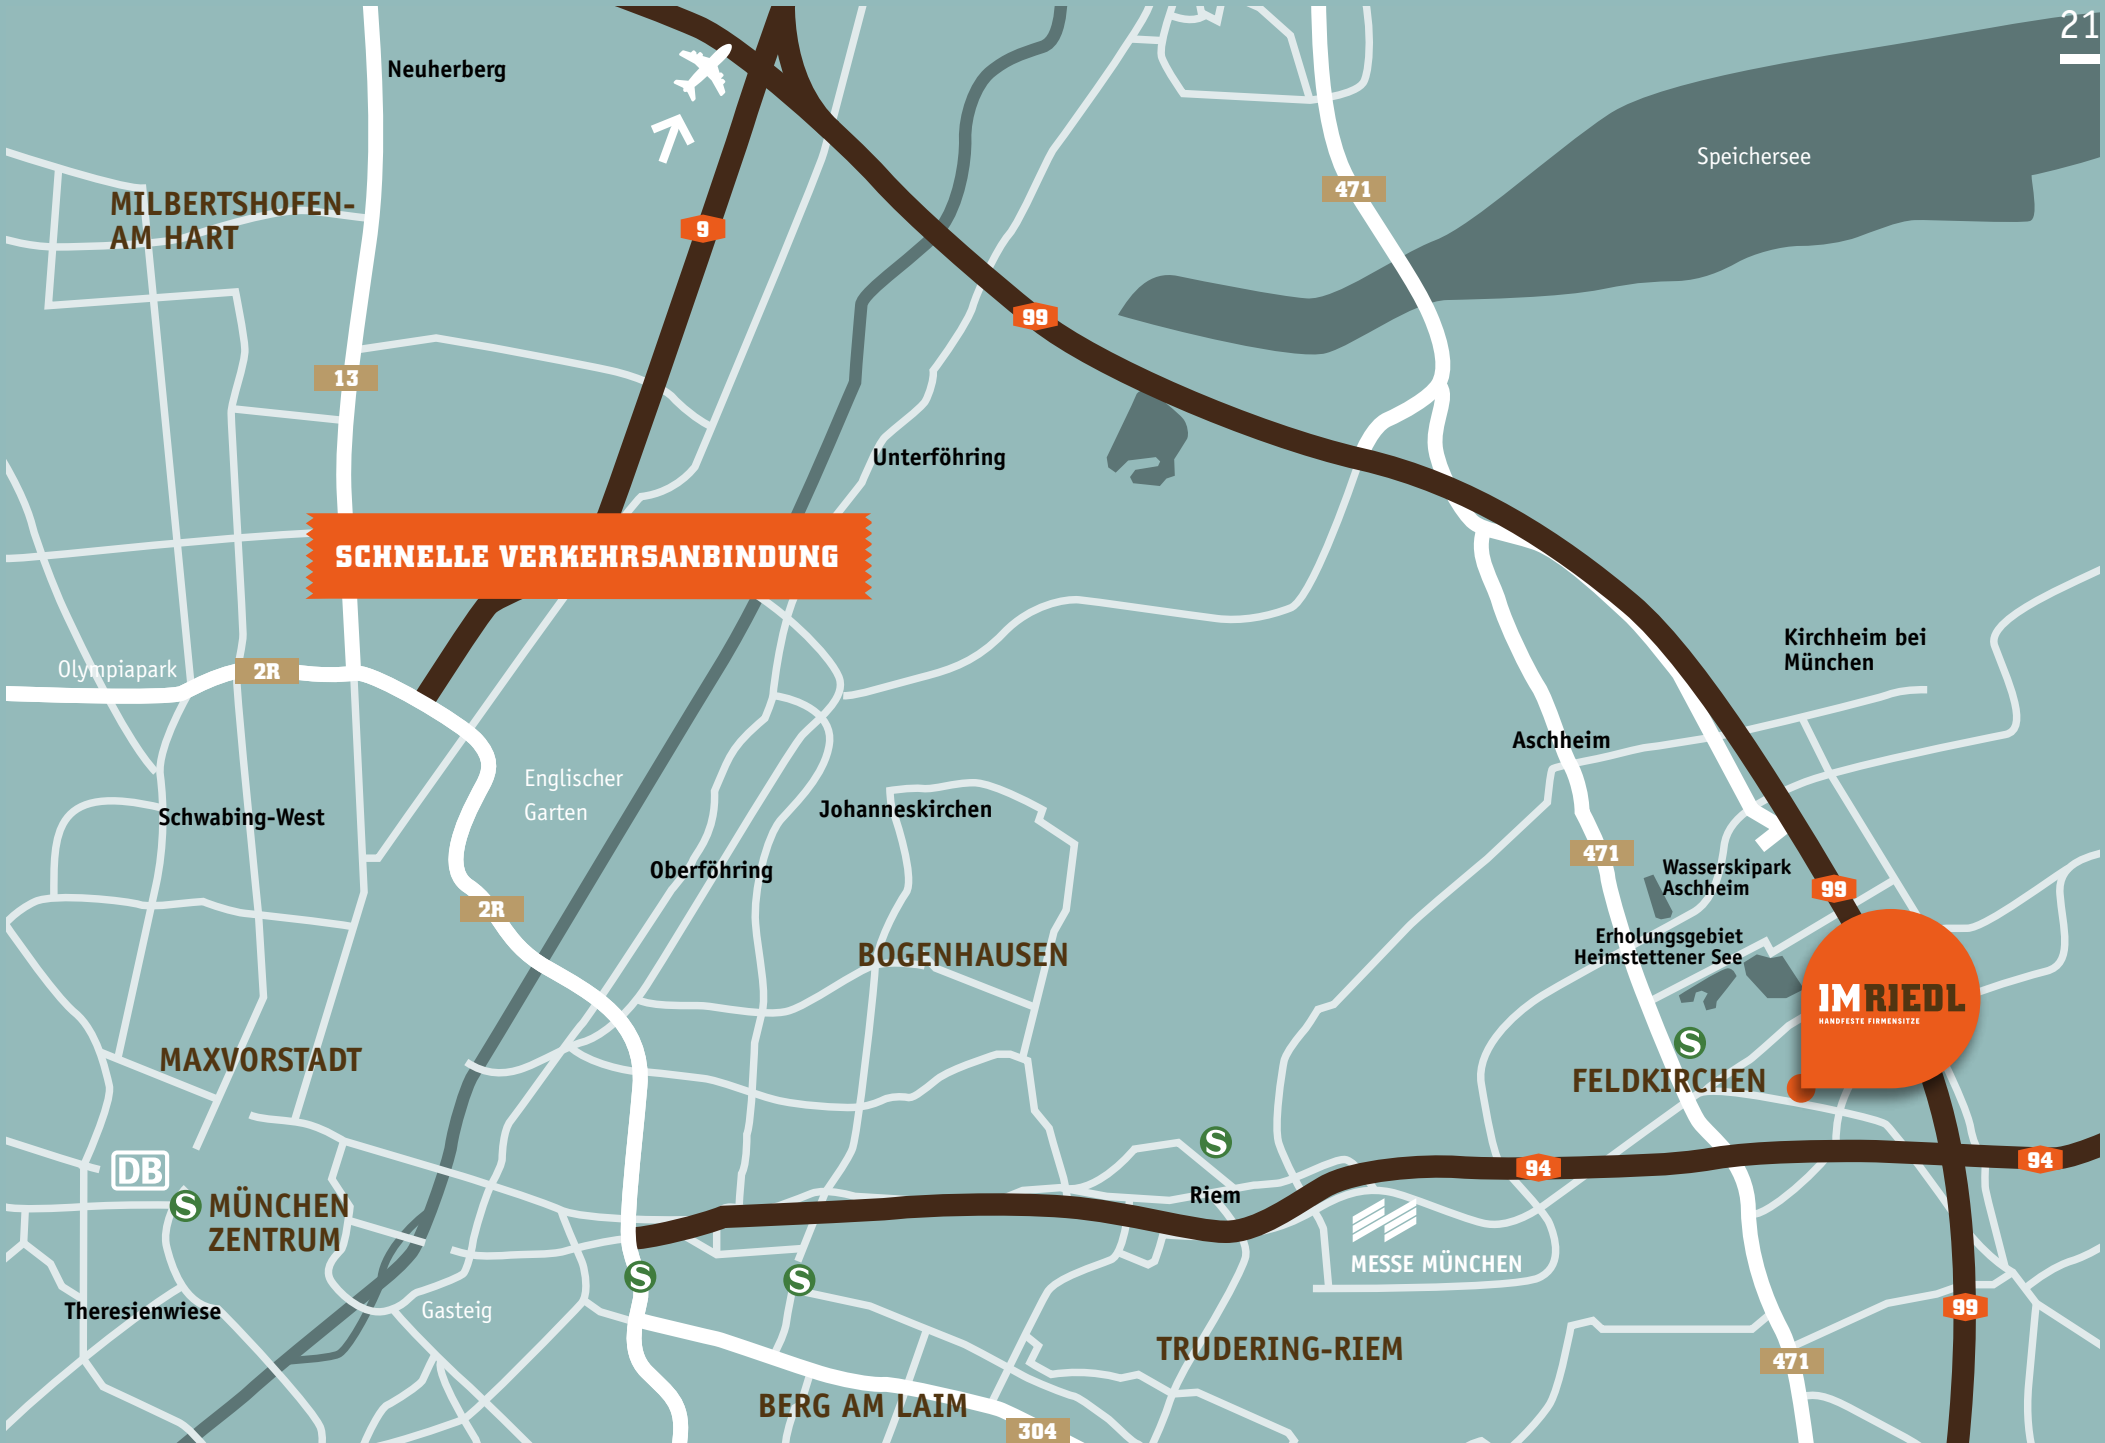 21
Neuherberg
Speichersee
471
MILBERTSHOFEN-
AM HART
9
99
13
Unterföhring
SCHNELLE VERKEHRSANBINDUNG
Kirchheim bei
München
Olympiapark
2R
Aschheim
Englischer
Garten
Johanneskirchen
Schwabing-West
471
Oberföhring
Wasserskipark
Aschheim
99
2R
Erholungsgebiet
Heimstettener See
BOGENHAUSEN
IMRIEDL
HANDFESTE FIRMENSITZE
S
MAXVORSTADT
FELDKIRCHEN
S
DB
94
94
Riem
S
MÜNCHEN
ZENTRUM
MESSE MÜNCHEN
S
S
Theresienwiese
Gasteig
99
TRUDERING-RIEM
471
BERG AM LAIM
304